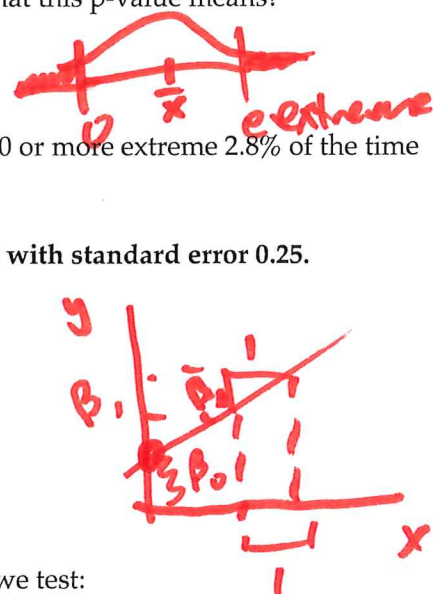 hat this p-value means?
0
x̄
e extreme
0 or more extreme 2.8% of the time
with standard error 0.25.
y
1
β₁
β₁
β₀
1
X
we test: